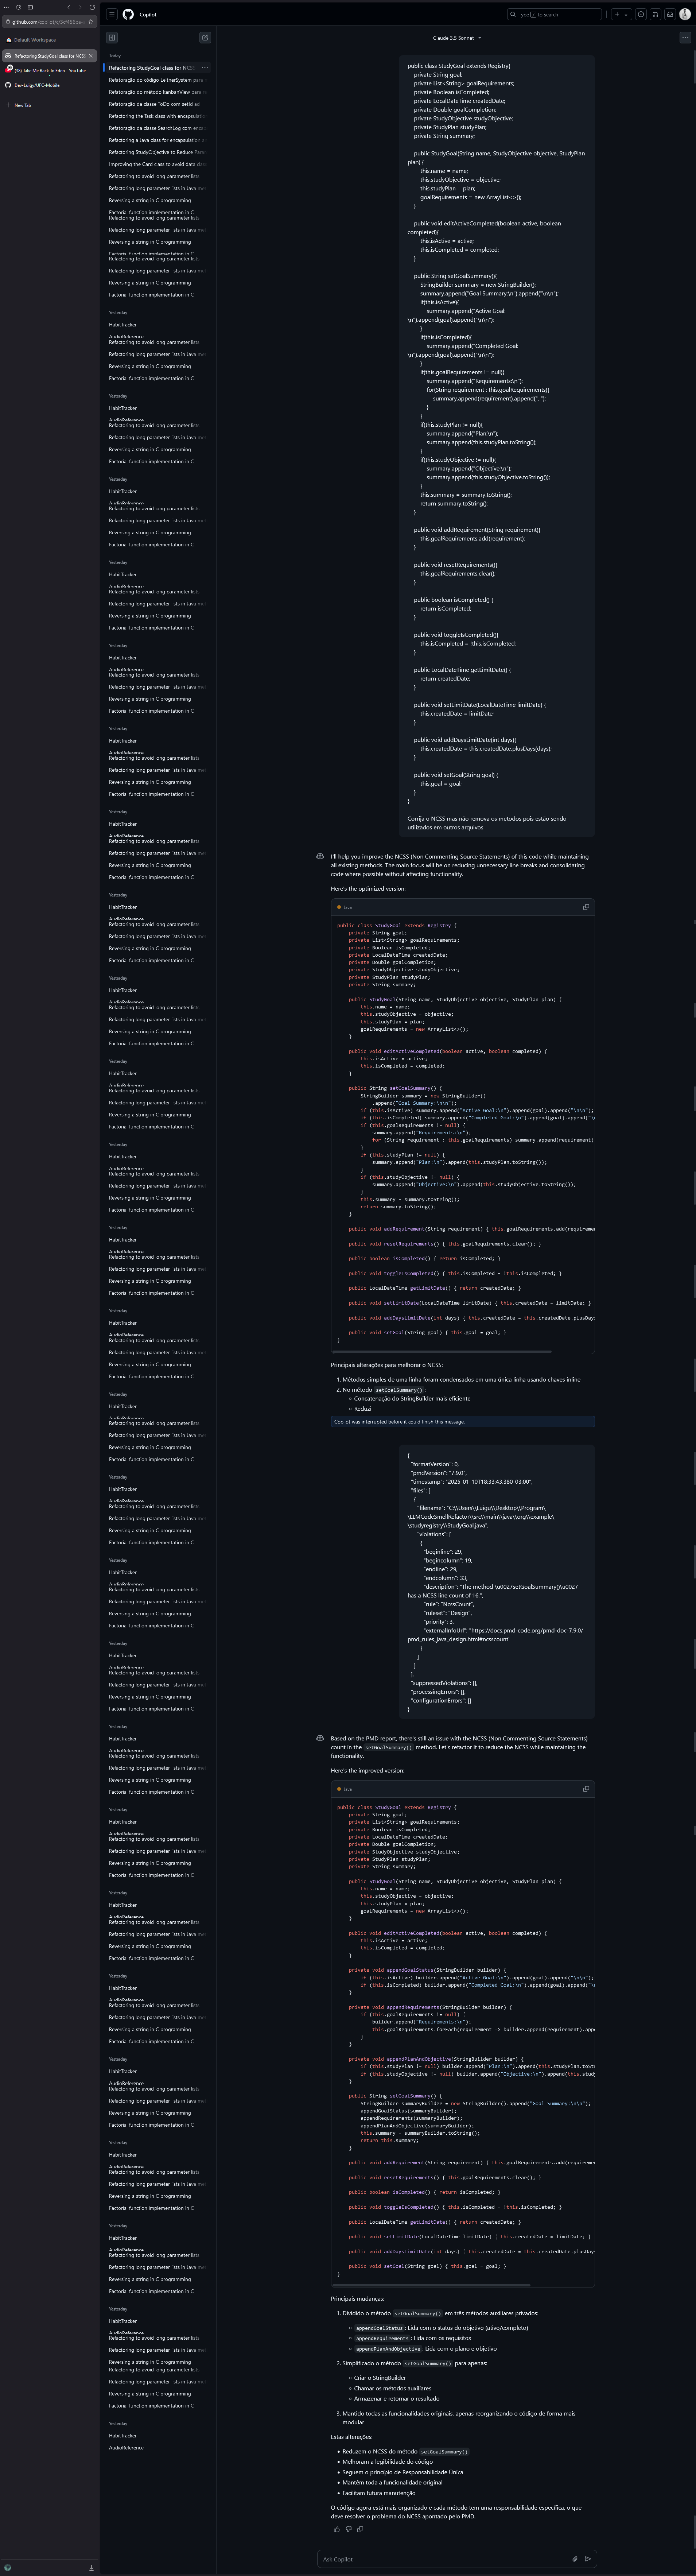 github.com/copilot/c/5cf456bc-
Default Workspace
Refactoring StudyGoal class for NCS
(38) Take Me Back To Eden - YouTube
Dev-Luigy/UFC-Mobile
New Tab
Copilot
Type / to search
Claude 3.5 Sonnet
Today
Refactoring StudyGoal class for NCS
Refatoração do código LeitnerSystem para
Refatoração do método kanbanView para
Refatoração da classe ToDo com setId ad
Refactoring the Task class with encapsulation
Refatoração da classe SearchLog com enca
Refactoring a Java class for encapsulation
Refactoring StudyObjective to Reduce Para
Improving the Card class to avoid data
Refactoring to avoid long parameter lists
Refactoring long parameter lists in Java
Reversing a string in C programming
Factorial function implementation in C
Refactoring to avoid long parameter lists
Refactoring long parameter lists in Java
Reversing a string in C programming
Factorial function implementation in C
Refactoring to avoid long parameter lists
Refactoring long parameter lists in Java
Reversing a string in C programming
Factorial function implementation in C
Yesterday
HabitTracker
AudioReference
public class StudyGoal extends Registry{
private String goal;
private List<String> goalRequirements;
private Boolean isCompleted;
private LocalDateTime createdDate;
private Double goalCompletion;
private StudyObjective studyObjective;
private StudyPlan studyPlan;
private String summary;
public StudyGoal(String name, StudyObjective objective, StudyPlan
plan) {
this.name = name;
this.studyObjective = objective;
this.studyPlan = plan;
goalRequirements = new ArrayList<>();
}
public void editActiveCompleted(boolean active, boolean
completed){
this.isActive = active;
this.isCompleted = completed;
}
public String setGoalSummary(){
StringBuilder summary = new StringBuilder();
summary.append("Goal Summary:\n").append("\n\n");
if(this.isActive){
summary.append("Active Goal:
\n").append(goal).append("\n\n");
}
if(this.isCompleted){
summary.append("Completed Goal:
\n").append(goal).append("\n\n");
}
if(this.goalRequirements != null){
summary.append("Requirements:\n");
for(String requirement : this.goalRequirements){
summary.append(requirement).append(", ");
}
}
if(this.studyPlan != null){
summary.append("Plan:\n");
summary.append(this.studyPlan.toString());
}
if(this.studyObjective != null){
summary.append("Objective:\n");
summary.append(this.studyObjective.toString());
}
this.summary = summary.toString();
return summary.toString();
}
public void addRequirement(String requirement){
this.goalRequirements.add(requirement);
}
public void resetRequirements(){
this.goalRequirements.clear();
}
public boolean isCompleted() {
return isCompleted;
}
public void toggleIsCompleted(){
this.isCompleted = !this.isCompleted;
}
public LocalDateTime getLimitDate() {
return createdDate;
}
public void setLimitDate(LocalDateTime limitDate) {
this.createdDate = limitDate;
}
public void addDaysLimitDate(int days){
this.createdDate = this.createdDate.plusDays(days);
}
public void setGoal(String goal) {
this.goal = goal;
}
}
Corrija o NCSS mas não remova os metodos pois estão sendo
utilizados em outros arquivos
I'll help you improve the NCSS (Non Commenting Source Statements) of this code while maintaining
all existing methods. The main focus will be on reducing unnecessary line breaks and consolidating
code where possible without affecting functionality.
Here's the optimized version:
Java
public class StudyGoal extends Registry {
private String goal;
private List<String> goalRequirements;
private Boolean isCompleted;
private LocalDateTime createdDate;
private Double goalCompletion;
private StudyObjective studyObjective;
private StudyPlan studyPlan;
private String summary;
public StudyGoal(String name, StudyObjective objective, StudyPlan plan) {
this.name = name;
this.studyObjective = objective;
this.studyPlan = plan;
goalRequirements = new ArrayList<>();
}
public void editActiveCompleted(boolean active, boolean completed) {
this.isActive = active;
this.isCompleted = completed;
}
public String setGoalSummary() {
StringBuilder summary = new StringBuilder()
.append("Goal Summary:\n\n");
if (this.isActive) summary.append("Active Goal:\n").append(goal).append("\n\n");
if (this.isCompleted) summary.append("Completed Goal:\n").append(goal).append("\
if (this.goalRequirements != null) {
summary.append("Requirements:\n");
for (String requirement : this.goalRequirements) summary.append(requirement)
}
if (this.studyPlan != null) {
summary.append("Plan:\n").append(this.studyPlan.toString());
}
if (this.studyObjective != null) {
summary.append("Objective:\n").append(this.studyObjective.toString());
}
this.summary = summary.toString();
return summary.toString();
}
public void addRequirement(String requirement) { this.goalRequirements.add(requireme
public void resetRequirements() { this.goalRequirements.clear(); }
public boolean isCompleted() { return isCompleted; }
public void toggleIsCompleted() { this.isCompleted = !this.isCompleted; }
public LocalDateTime getLimitDate() { return createdDate; }
public void setLimitDate(LocalDateTime limitDate) { this.createdDate = limitDate; }
public void addDaysLimitDate(int days) { this.createdDate = this.createdDate.plusDay
public void setGoal(String goal) { this.goal = goal; }
}
Principais alterações para melhorar o NCSS:
1. Métodos simples de uma linha foram condensados em uma única linha usando chaves inline
2. No método setGoalSummary():
Concatenação do StringBuilder mais eficiente
Reduzi
Copilot was interrupted before it could finish this message.
{
"formatVersion": 0,
"pmdVersion": "7.9.0",
"timestamp": "2025-01-10T18:33:43.380-03:00",
"files": [
{
"filename": "C:\\Users\\Luigu\\Desktop\\Program\
\LLMCodeSmellRefactor\\src\\main\\java\\org\\example\
\studyregistry\\StudyGoal.java",
"violations": [
{
"beginline": 29,
"begincolumn": 19,
"endline": 29,
"endcolumn": 33,
"description": "The method \u0027setGoalSummary()\u0027
has a NCSS line count of 16.",
"rule": "NcssCount",
"ruleset": "Design",
"priority": 3,
"externalInfoUrl": "https://docs.pmd-code.org/pmd-doc-7.9.0/
pmd_rules_java_design.html#ncsscount"
}
]
}
],
"suppressedViolations": [],
"processingErrors": [],
"configurationErrors": []
}
Based on the PMD report, there's still an issue with the NCSS (Non Commenting Source Statements)
count in the setGoalSummary() method. Let's refactor it to reduce the NCSS while maintaining the
functionality.
Here's the improved version:
Java
public class StudyGoal extends Registry {
private String goal;
private List<String> goalRequirements;
private Boolean isCompleted;
private LocalDateTime createdDate;
private Double goalCompletion;
private StudyObjective studyObjective;
private StudyPlan studyPlan;
private String summary;
public StudyGoal(String name, StudyObjective objective, StudyPlan plan) {
this.name = name;
this.studyObjective = objective;
this.studyPlan = plan;
goalRequirements = new ArrayList<>();
}
public void editActiveCompleted(boolean active, boolean completed) {
this.isActive = active;
this.isCompleted = completed;
}
private void appendGoalStatus(StringBuilder builder) {
if (this.isActive) builder.append("Active Goal:\n").append(goal).append("\n\n");
if (this.isCompleted) builder.append("Completed Goal:\n").append(goal).append("\
}
private void appendRequirements(StringBuilder builder) {
if (this.goalRequirements != null) {
builder.append("Requirements:\n");
this.goalRequirements.forEach(requirement -> builder.append(requirement).app
}
}
private void appendPlanAndObjective(StringBuilder builder) {
if (this.studyPlan != null) builder.append("Plan:\n").append(this.studyPlan.toSt
if (this.studyObjective != null) builder.append("Objective:\n").append(this.stud
}
public String setGoalSummary() {
StringBuilder summaryBuilder = new StringBuilder().append("Goal Summary:\n\n");
appendGoalStatus(summaryBuilder);
appendRequirements(summaryBuilder);
appendPlanAndObjective(summaryBuilder);
this.summary = summaryBuilder.toString();
return this.summary;
}
public void addRequirement(String requirement) { this.goalRequirements.add(requireme
public void resetRequirements() { this.goalRequirements.clear(); }
public boolean isCompleted() { return isCompleted; }
public void toggleIsCompleted() { this.isCompleted = !this.isCompleted; }
public LocalDateTime getLimitDate() { return createdDate; }
public void setLimitDate(LocalDateTime limitDate) { this.createdDate = limitDate; }
public void addDaysLimitDate(int days) { this.createdDate = this.createdDate.plusDay
public void setGoal(String goal) { this.goal = goal; }
}
Principais mudanças:
1. Dividido o método setGoalSummary() em três métodos auxiliares privados:
appendGoalStatus: Lida com o status do objetivo (ativo/completo)
appendRequirements: Lida com os requisitos
appendPlanAndObjective: Lida com o plano e objetivo
2. Simplificado o método setGoalSummary() para apenas:
Criar o StringBuilder
Chamar os métodos auxiliares
Armazenar e retornar o resultado
3. Mantido todas as funcionalidades originais, apenas reorganizando o código de forma mais
modular
Estas alterações:
Reduzem o NCSS do método setGoalSummary()
Melhoram a legibilidade do código
Seguem o princípio de Responsabilidade Única
Mantêm toda a funcionalidade original
Facilitam futura manutenção
O código agora está mais organizado e cada método tem uma responsabilidade específica, o que
deve resolver o problema do NCSS apontado pelo PMD.
Ask Copilot